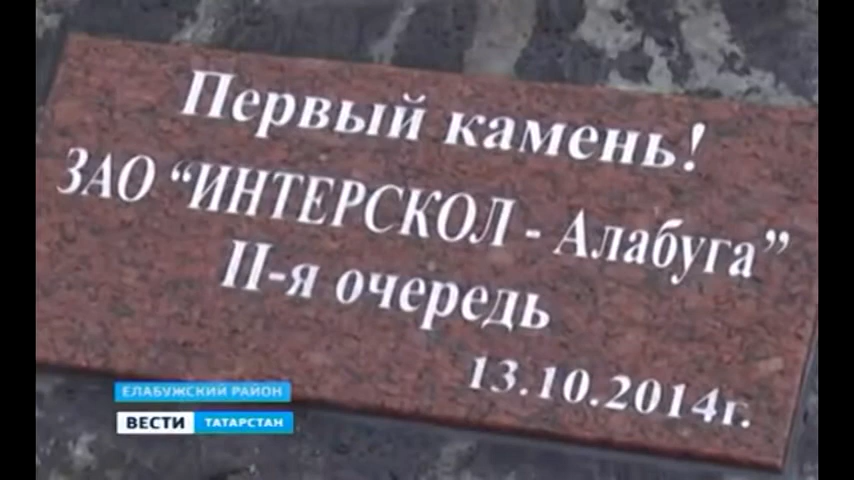 Первый камень!
ЗАО “ИНТЕРСКОЛ - Алабуга”
II-я очередь
13.10.2014г.
ЕЛАБУЖСКИЙ РАЙОН
ВЕСТИ ТАТАРСТАН